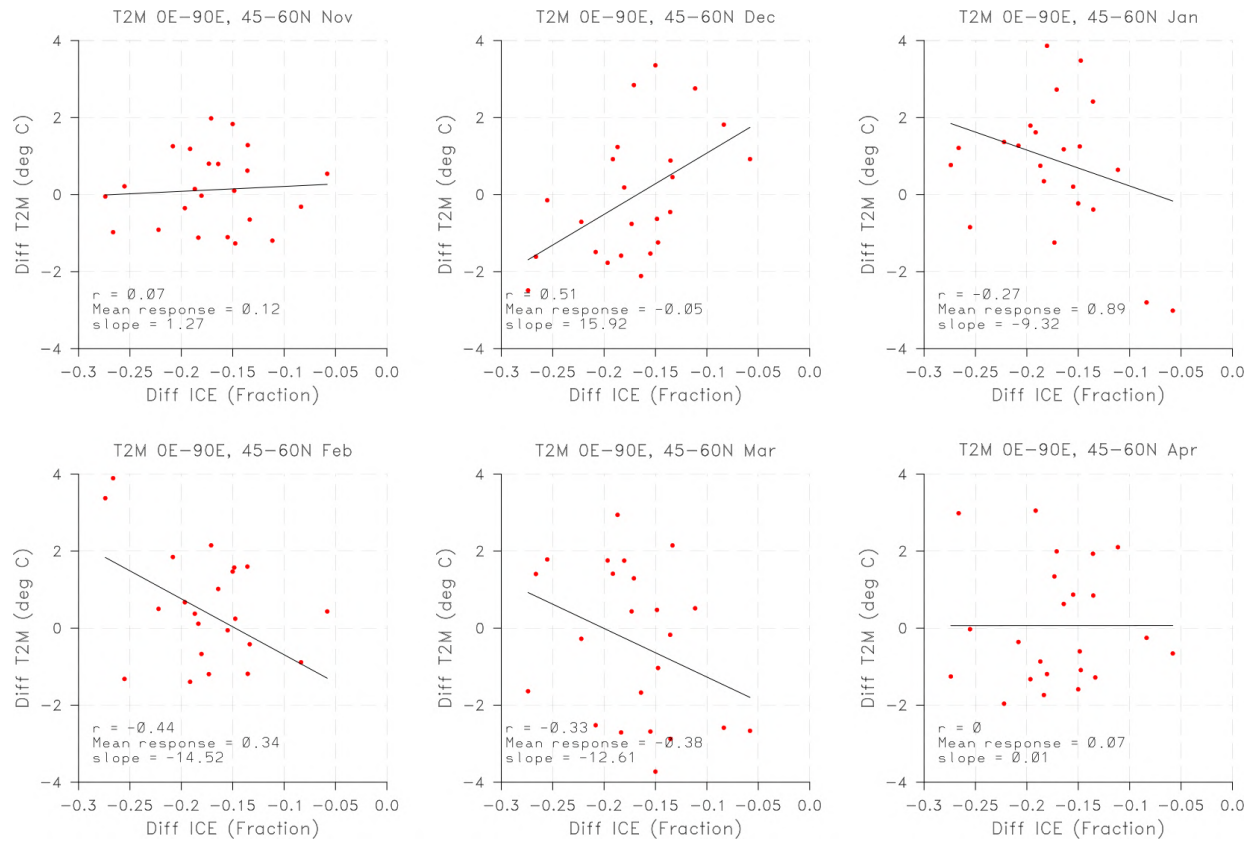 T2M 0E-90E, 45-60N Nov
4
2
0
-2
-4
Diff T2M (deg C)
r = 0.07
Mean response = 0.12
slope = 1.27
-0.3 -0.25 -0.2 -0.15 -0.1 -0.05 0.0
Diff ICE (Fraction)
T2M 0E-90E, 45-60N Dec
4
2
0
-2
-4
Diff T2M (deg C)
r = 0.51
Mean response = -0.05
slope = 15.92
-0.3 -0.25 -0.2 -0.15 -0.1 -0.05 0.0
Diff ICE (Fraction)
T2M 0E-90E, 45-60N Jan
4
2
0
-2
-4
Diff T2M (deg C)
r = -0.27
Mean response = 0.89
slope = -9.32
-0.3 -0.25 -0.2 -0.15 -0.1 -0.05 0.0
Diff ICE (Fraction)
T2M 0E-90E, 45-60N Feb
4
2
0
-2
-4
Diff T2M (deg C)
r = -0.44
Mean response = 0.34
slope = -14.52
-0.3 -0.25 -0.2 -0.15 -0.1 -0.05 0.0
Diff ICE (Fraction)
T2M 0E-90E, 45-60N Mar
4
2
0
-2
-4
Diff T2M (deg C)
r = -0.33
Mean response = -0.38
slope = -12.61
-0.3 -0.25 -0.2 -0.15 -0.1 -0.05 0.0
Diff ICE (Fraction)
T2M 0E-90E, 45-60N Apr
4
2
0
-2
-4
Diff T2M (deg C)
r = 0
Mean response = 0.07
slope = 0.01
-0.3 -0.25 -0.2 -0.15 -0.1 -0.05 0.0
Diff ICE (Fraction)